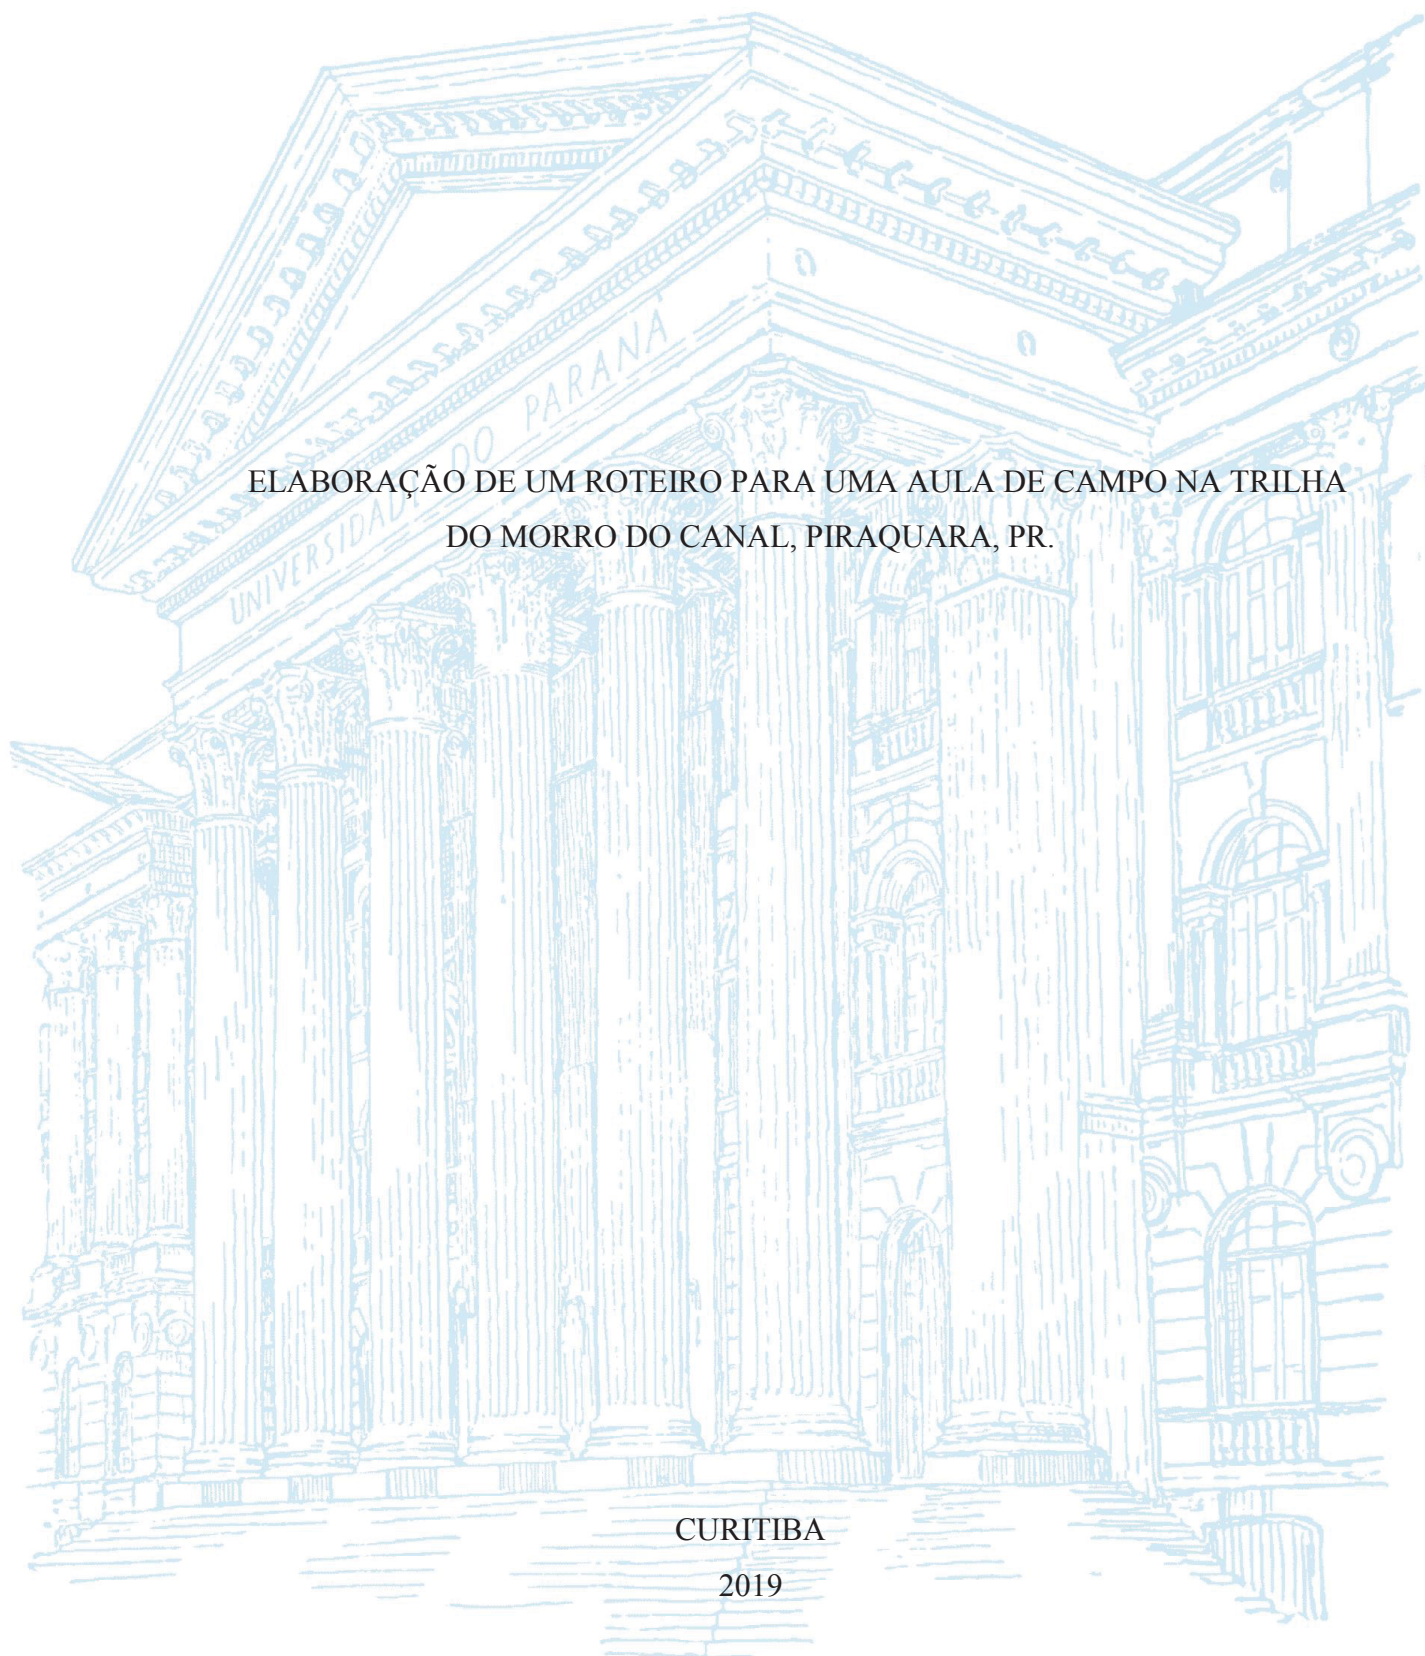 UNIVERSIDADE DO PARANÁ
ELABORAÇÃO DE UM ROTEIRO PARA UMA AULA DE CAMPO NA TRILHA
DO MORRO DO CANAL, PIRAQUARA, PR.
CURITIBA
2019